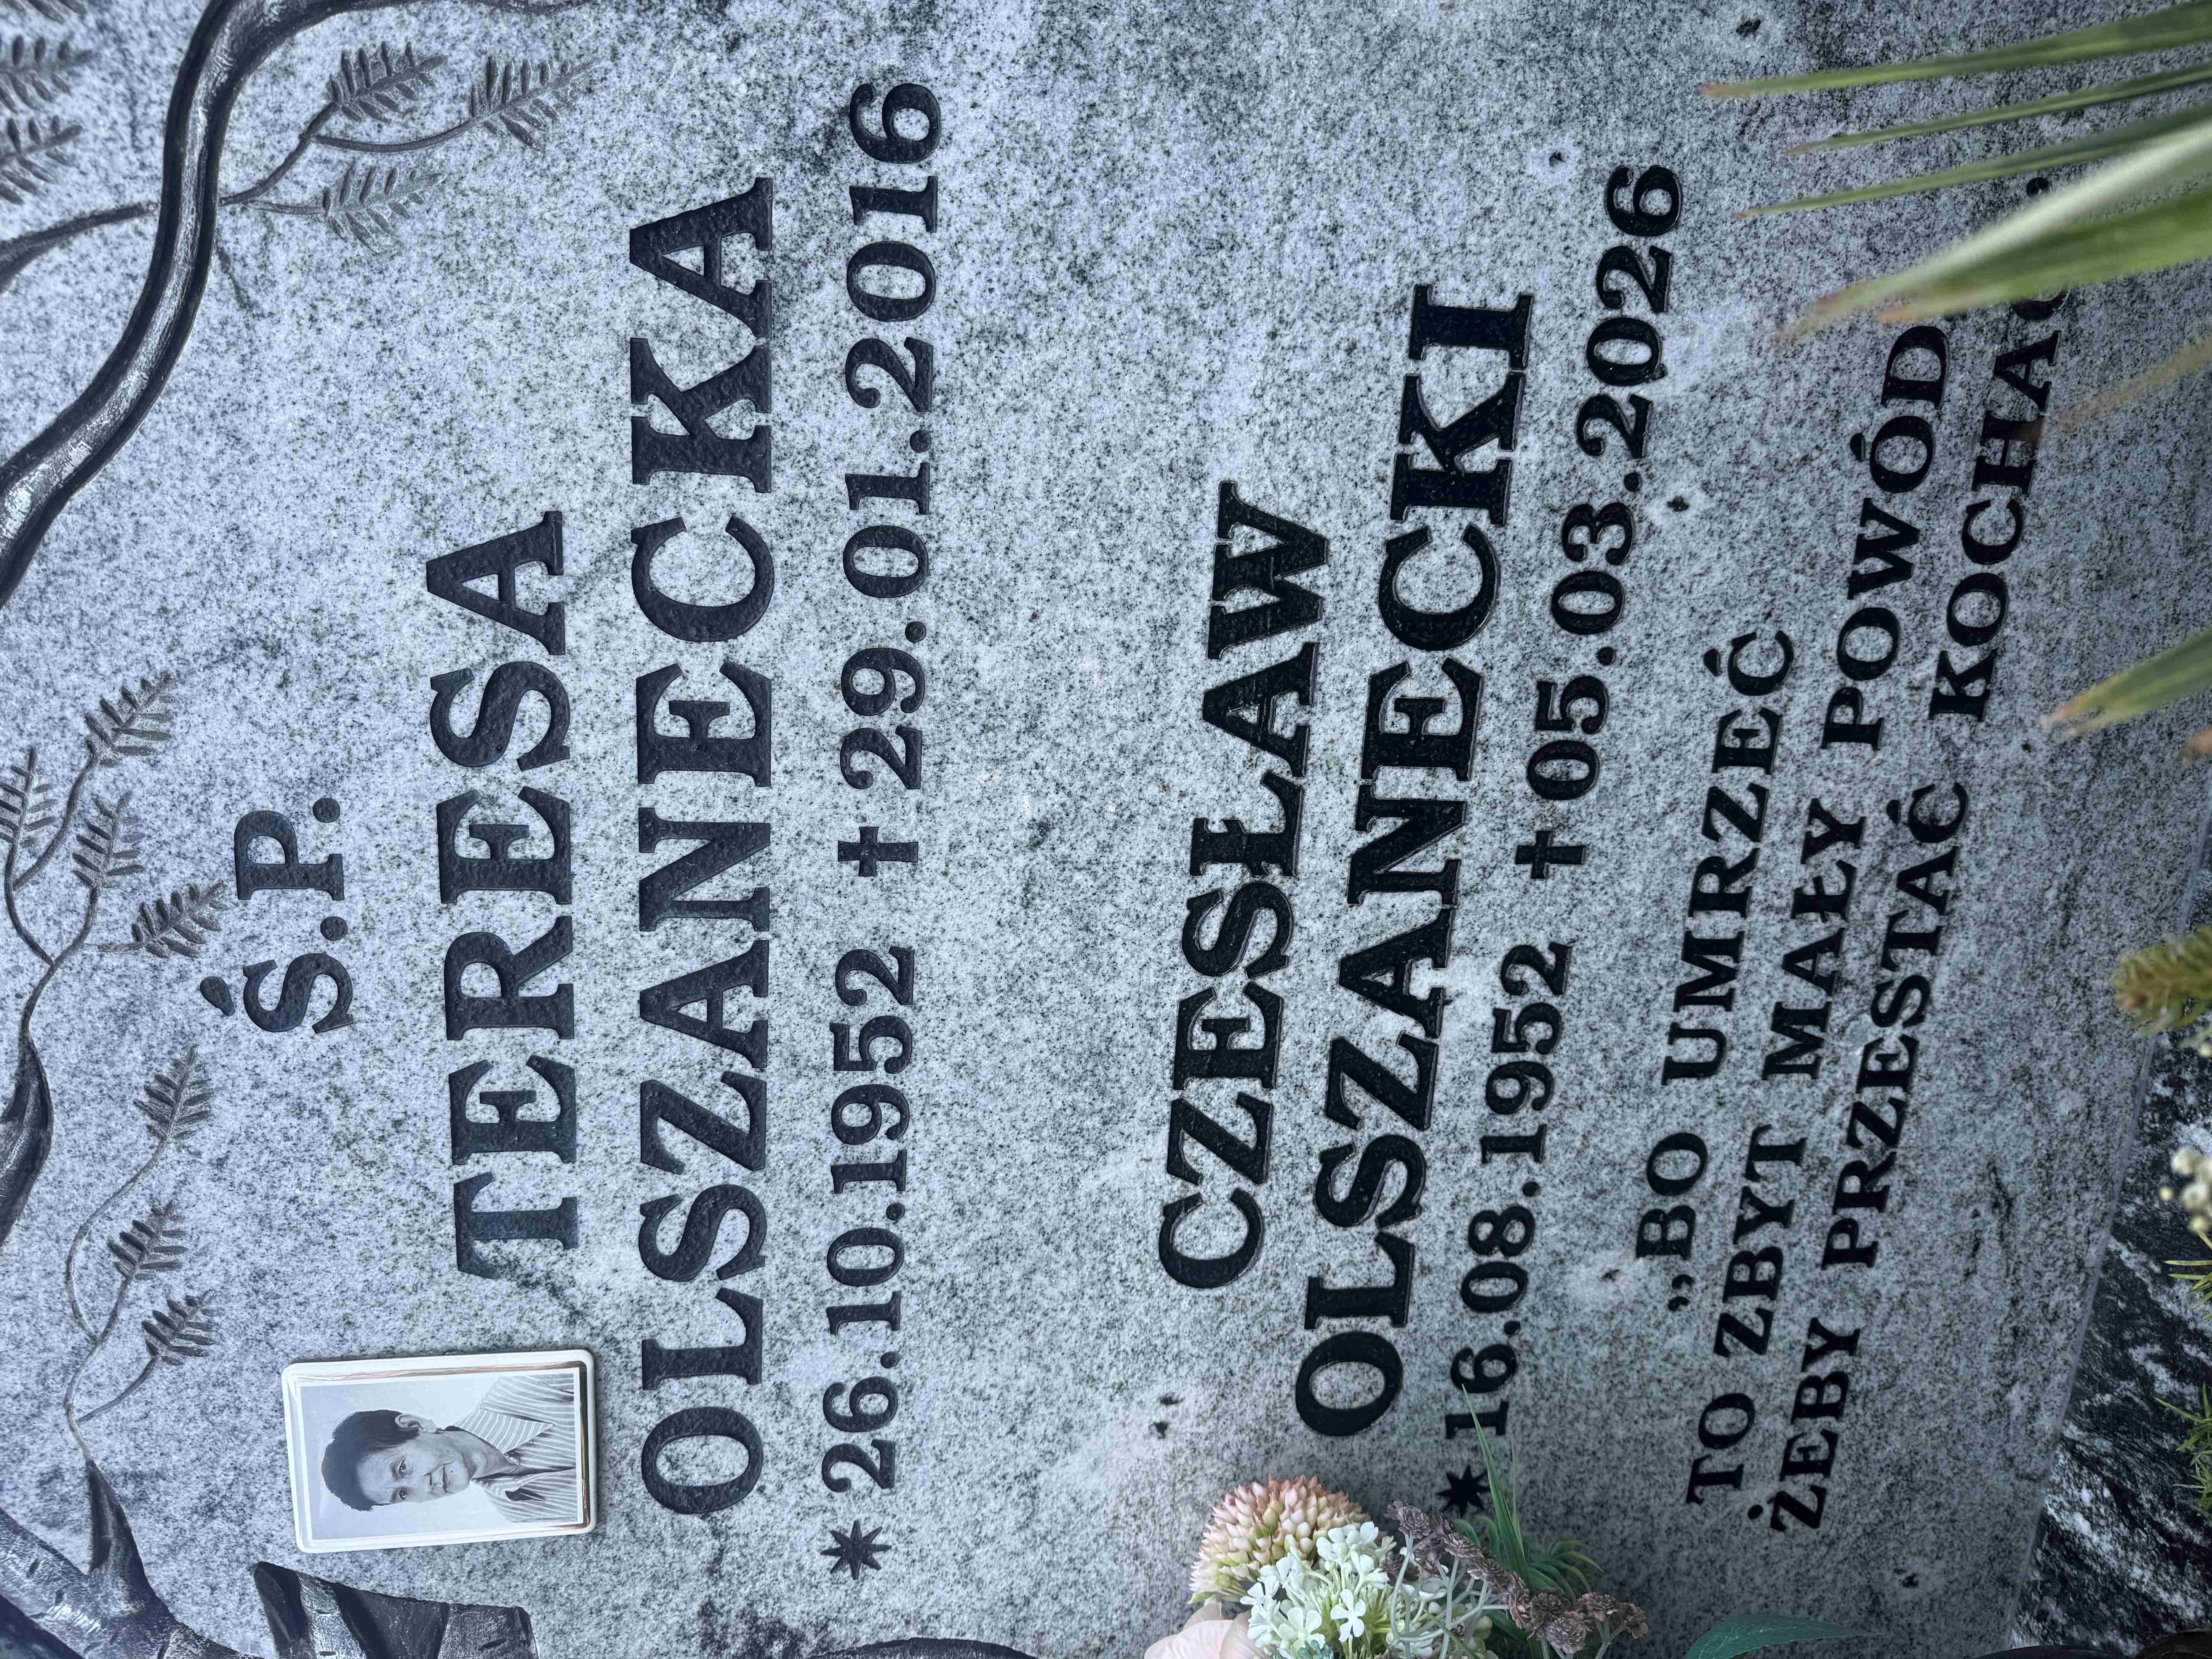 Ś.P.
TERESA
OLSZANECKA
* 26.10.1952 † 29.01.2016
CZESŁAW
OLSZANECKI
* 16.08.1952 † 05.03.2026
„BO UMRZEĆ
TO ZBYT MAŁY POWÓD
ŻEBY PRZESTAĆ KOCHAĆ.